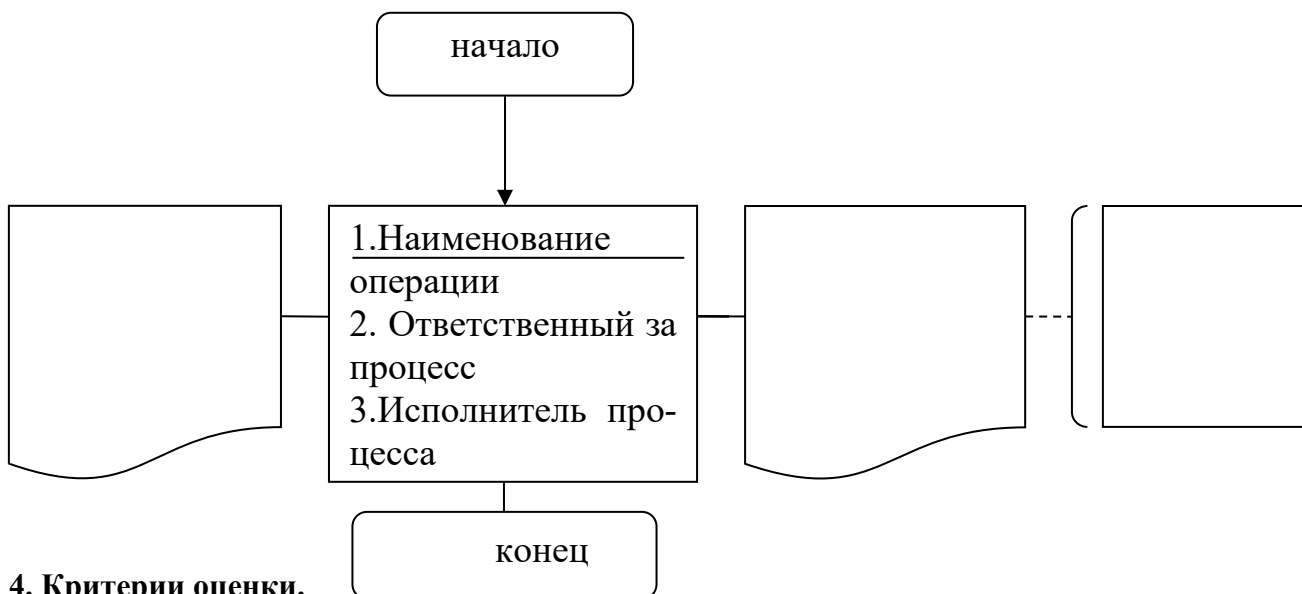 начало
1.Наименование
операции
2. Ответственный за
процесс
3.Исполнитель про-
цесса
конец
4. Критерии оценки.